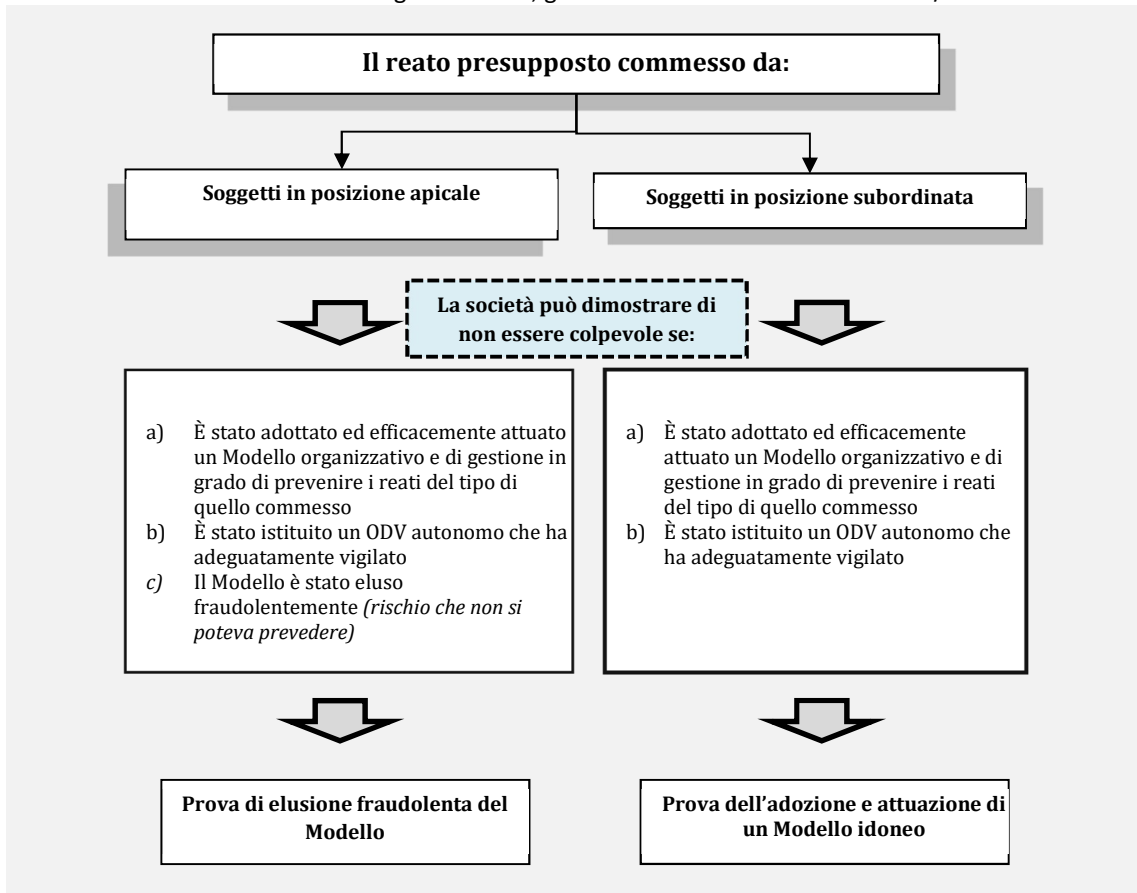 Il reato presupposto commesso da:
Soggetti in posizione apicale
Soggetti in posizione subordinata
La società può dimostrare di
non essere colpevole se:
a) È stato adottato ed efficacemente attuato
un Modello organizzativo e di gestione in
grado di prevenire i reati del tipo di
quello commesso
b) È stato istituito un ODV autonomo che ha
adeguatamente vigilato
c) Il Modello è stato eluso
fraudolentemente (rischio che non si
poteva prevedere)
a) È stato adottato ed efficacemente
attuato un Modello organizzativo e di
gestione in grado di prevenire i reati
del tipo di quello commesso
b) È stato istituito un ODV autonomo che
ha adeguatamente vigilato
Prova di elusione fraudolenta del
Modello
Prova dell’adozione e attuazione di
un Modello idoneo